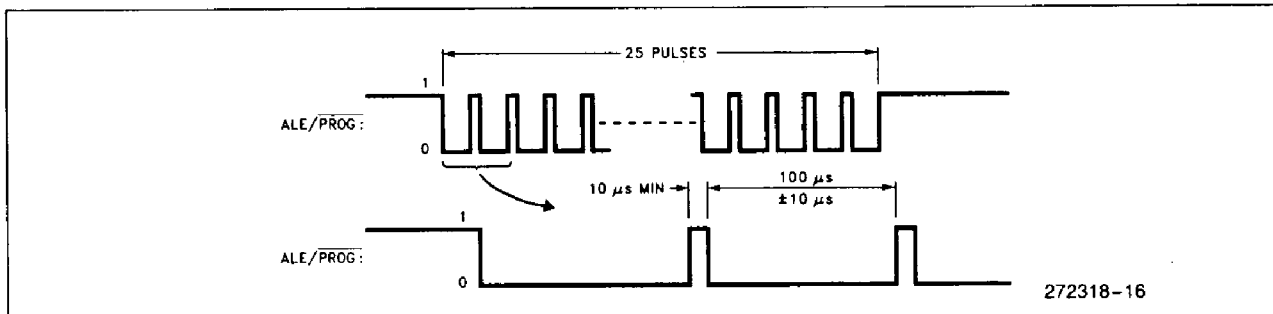 25 PULSES
1
ALE/PROG:
0
10 μs MIN
100 μs
±10 μs
1
ALE/PROG:
0
272318-16